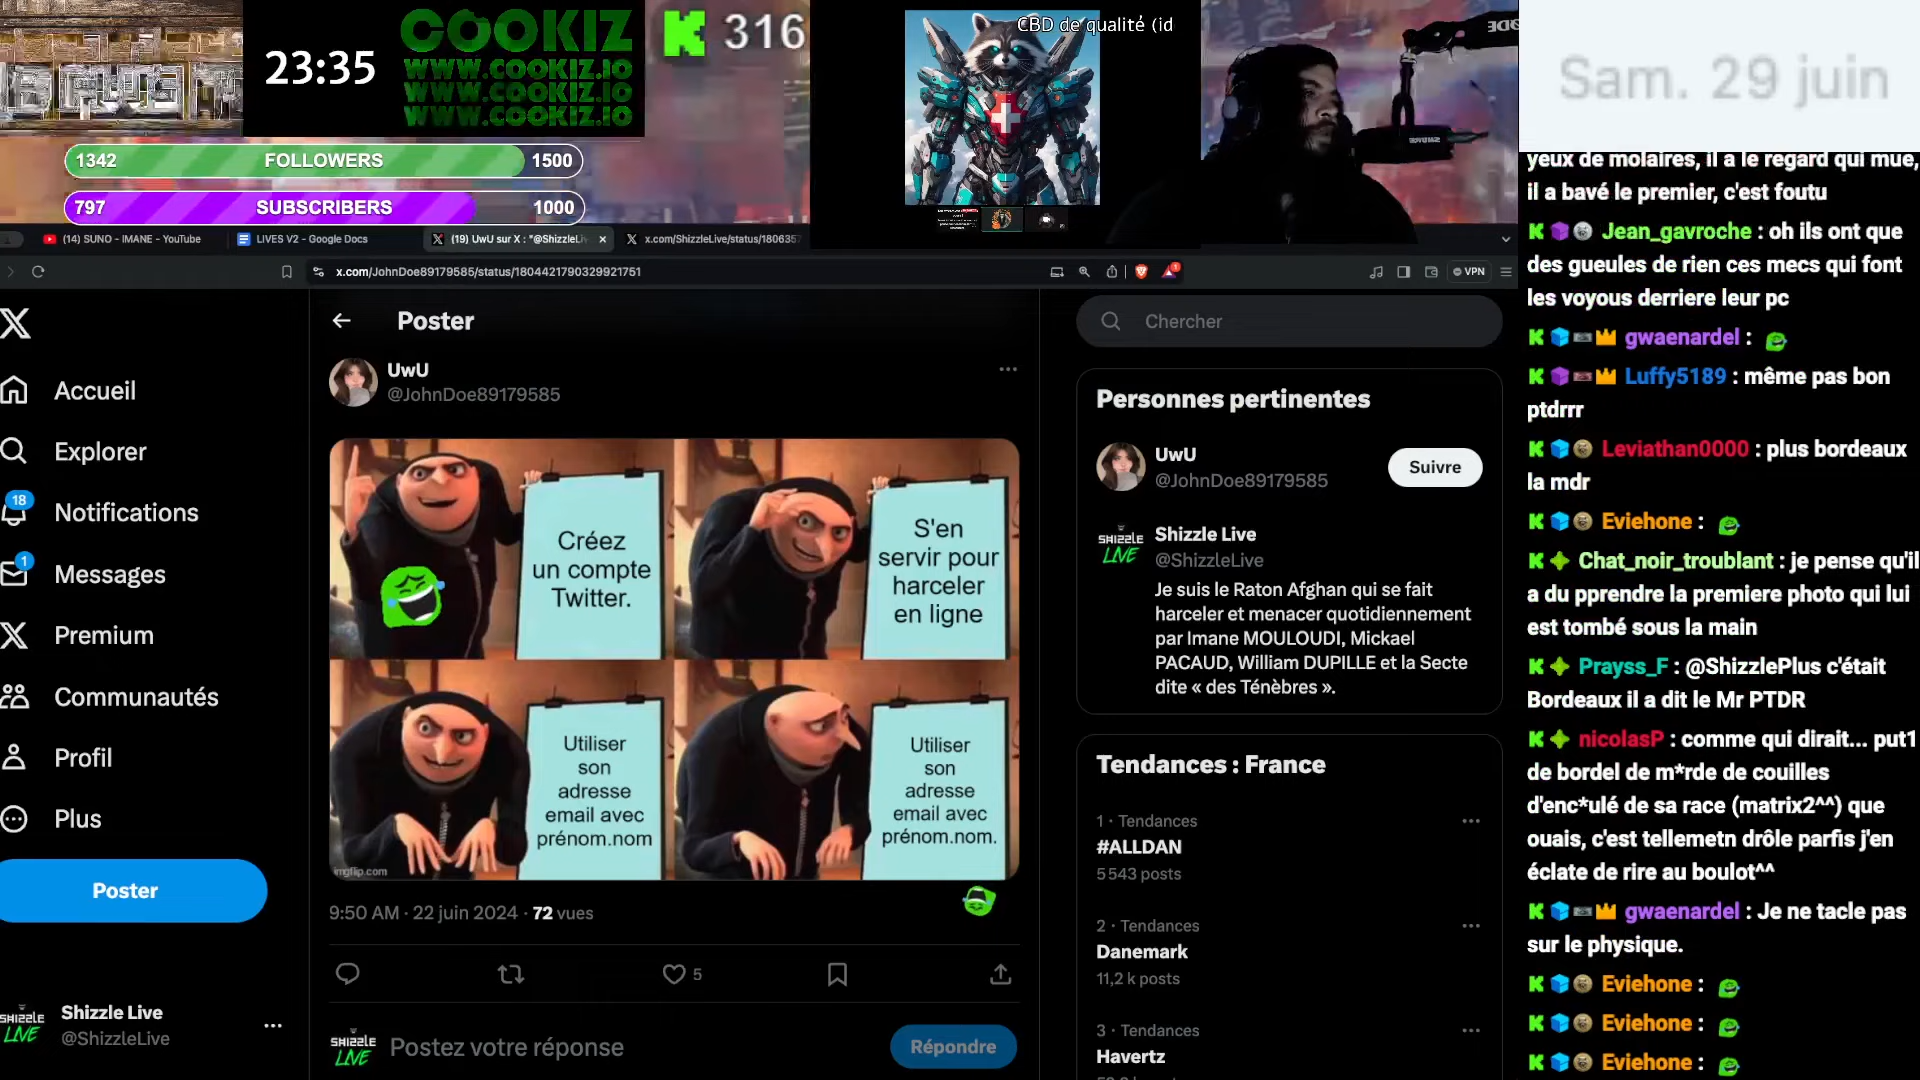 23:35
COOKIZ
WWW.COOKIZ.IO
WWW.COOKIZ.IO
WWW.COOKIZ.IO
316
CBD de qualité (id
Sam. 29 juin
1342 FOLLOWERS 1500
797 SUBSCRIBERS 1000
(14) SUNO - IMANE - YouTube
LIVES V2 - Google Docs
(19) UwU sur X : "@ShizzleLiv
x.com/ShizzleLive/status/180635
x.com/JohnDoe89179585/status/1804421790329921751
VPN
Accueil
Explorer
18
Notifications
1
Messages
Premium
Communautés
Profil
Plus
Poster
SHIZZLE LIVE
Shizzle Live
@ShizzleLive
Poster
UwU
@JohnDoe89179585
Créez
un compte
Twitter.
S'en
servir pour
harceler
en ligne
Utiliser
son
adresse
email avec
prénom.nom
Utiliser
son
adresse
email avec
prénom.nom.
imgflip.com
9:50 AM · 22 juin 2024 · 72 vues
5
SHIZZLE LIVE
Postez votre réponse
Répondre
Chercher
Personnes pertinentes
UwU
@JohnDoe89179585
Suivre
SHIZZLE LIVE
Shizzle Live
@ShizzleLive
Je suis le Raton Afghan qui se fait
harceler et menacer quotidiennement
par Imane MOULOUDI, Mickael
PACAUD, William DUPILLE et la Secte
dite « des Ténèbres ».
Tendances : France
1 · Tendances
#ALLDAN
5 543 posts
2 · Tendances
Danemark
11,2 k posts
3 · Tendances
Havertz
yeux de molaires, il a le regard qui mue,
il a bavé le premier, c'est foutu
Jean_gavroche : oh ils ont que
des gueules de rien ces mecs qui font
les voyous derriere leur pc
gwaenardel :
Luffy5189 : même pas bon
ptdrrr
Leviathan0000 : plus bordeaux
la mdr
Eviehone :
Chat_noir_troublant : je pense qu'il
a du pprendre la premiere photo qui lui
est tombé sous la main
Prayss_F : @ShizzlePlus c'était
Bordeaux il a dit le Mr PTDR
nicolasP : comme qui dirait... put1
de bordel de m*rde de couilles
d'enc*ulé de sa race (matrix2^^) que
ouais, c'est tellemetn drôle parfis j'en
éclate de rire au boulot^^
gwaenardel : Je ne tacle pas
sur le physique.
Eviehone :
Eviehone :
Eviehone :